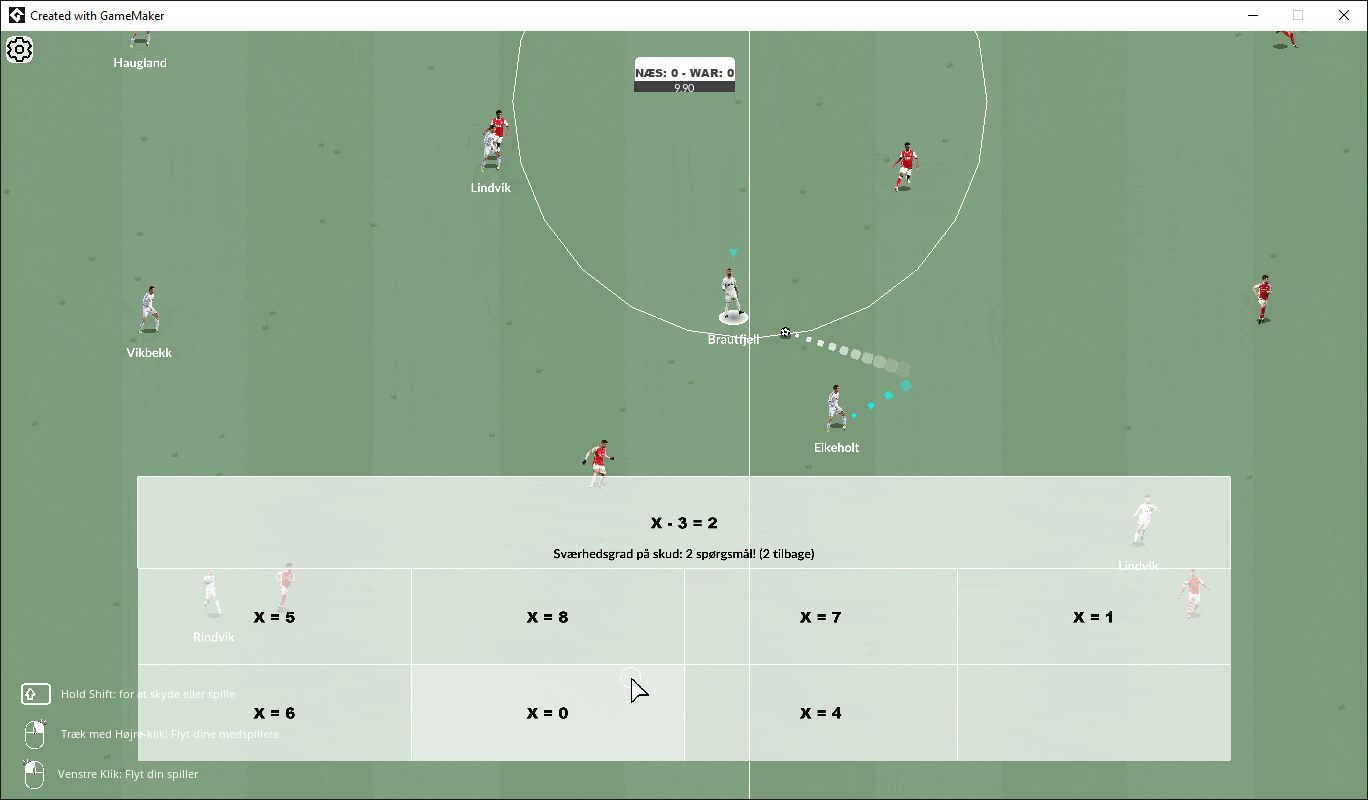 Created with GameMaker
Haugland
NÆS: 0 - WAR: 0
9.90
Lindvik
Brautfjell
Vikbekk
Eikeholt
X - 3 = 2
Sværhedsgrad på skud: 2 spørgsmål! (2 tilbage)
Lindvik
X = 5
X = 8
X = 7
X = 1
Rindvik
Hold Shift: for at skyde eller spille
X = 6
X = 0
X = 4
Træk med Højre-klik: Flyt dine medspillere
Venstre Klik: Flyt din spiller